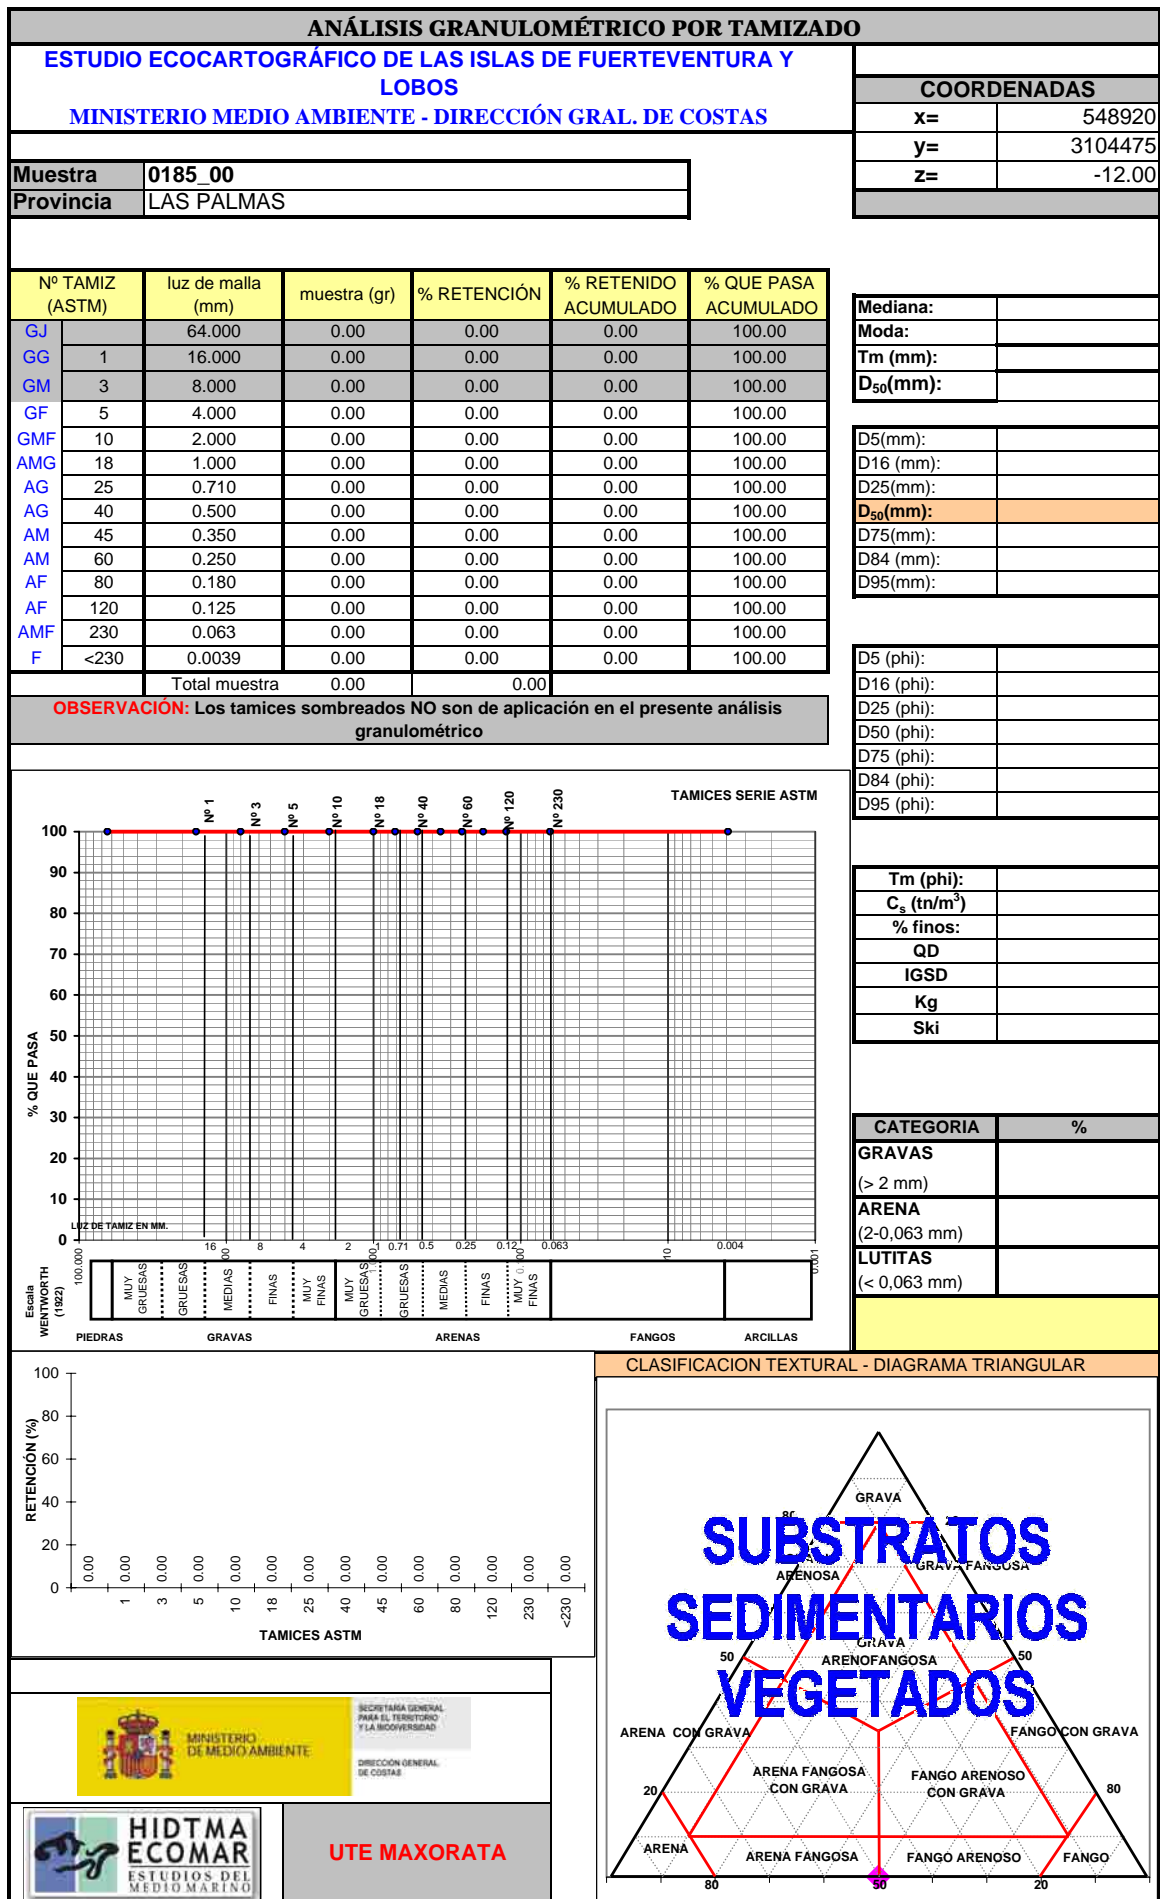 ANÁLISIS GRANULOMÉTRICO POR TAMIZADO
ESTUDIO ECOCARTOGRÁFICO DE LAS ISLAS DE FUERTEVENTURA Y
LOBOS
MINISTERIO MEDIO AMBIENTE - DIRECCIÓN GRAL. DE COSTAS
COORDENADAS
x= 548920
y= 3104475
z= -12.00
Muestra 0185_00
Provincia LAS PALMAS
Nº TAMIZ (ASTM) luz de malla (mm) muestra (gr) % RETENCIÓN % RETENIDO ACUMULADO % QUE PASA ACUMULADO
GJ 64.000 0.00 0.00 0.00 100.00
GG 1 16.000 0.00 0.00 0.00 100.00
GM 3 8.000 0.00 0.00 0.00 100.00
GF 5 4.000 0.00 0.00 0.00 100.00
GMF 10 2.000 0.00 0.00 0.00 100.00
AMG 18 1.000 0.00 0.00 0.00 100.00
AG 25 0.710 0.00 0.00 0.00 100.00
AG 40 0.500 0.00 0.00 0.00 100.00
AM 45 0.350 0.00 0.00 0.00 100.00
AM 60 0.250 0.00 0.00 0.00 100.00
AF 80 0.180 0.00 0.00 0.00 100.00
AF 120 0.125 0.00 0.00 0.00 100.00
AMF 230 0.063 0.00 0.00 0.00 100.00
F <230 0.0039 0.00 0.00 0.00 100.00
Total muestra 0.00 0.00
OBSERVACIÓN: Los tamices sombreados NO son de aplicación en el presente análisis
granulométrico
Mediana:
Moda:
Tm (mm):
D50(mm):
D5(mm):
D16 (mm):
D25(mm):
D50(mm):
D75(mm):
D84 (mm):
D95(mm):
D5 (phi):
D16 (phi):
D25 (phi):
D50 (phi):
D75 (phi):
D84 (phi):
D95 (phi):
Tm (phi):
Cs (tn/m3)
% finos:
QD
IGSD
Kg
Ski
CATEGORIA %
GRAVAS
(> 2 mm)
ARENA
(2-0,063 mm)
LUTITAS
(< 0,063 mm)
TAMICES SERIE ASTM
Nº 1 Nº 3 Nº 5 Nº 10 Nº 18 Nº 40 Nº 60 Nº 120 Nº 230
100
90
80
70
60
50
40
30
20
10
0
% QUE PASA
LUZ DE TAMIZ EN MM.
16 8 4 2 1 0.71 0.5 0.25 0.12 0.063 0.004
100.000
Escala
WENTWORTH
(1922)
MUY GRUESAS GRUESAS MEDIAS FINAS MUY FINAS MUY GRUESAS GRUESAS MEDIAS FINAS MUY FINAS
PIEDRAS GRAVAS ARENAS FANGOS ARCILLAS
100
80
60
40
20
0
RETENCIÓN (%)
0.00 0.00 0.00 0.00 0.00 0.00 0.00 0.00 0.00 0.00 0.00 0.00 0.00 0.00
1 3 5 10 18 25 40 45 60 80 120 230 <230
TAMICES ASTM
CLASIFICACION TEXTURAL - DIAGRAMA TRIANGULAR
GRAVA
SUBSTRATOS
ARENOSA
GRAVA FANGOSA
SEDIMENTARIOS
GRAVA
ARENOFANGOSA
50 50
VEGETADOS
ARENA CON GRAVA
FANGO CON GRAVA
ARENA FANGOSA
CON GRAVA
FANGO ARENOSO
CON GRAVA
20 80
ARENA
ARENA FANGOSA
FANGO ARENOSO
FANGO
80 50 20
MINISTERIO
DE MEDIO AMBIENTE
SECRETARÍA GENERAL
PARA EL TERRITORIO
Y LA BIODIVERSIDAD
DIRECCIÓN GENERAL
DE COSTAS
HIDTMA
ECOMAR
ESTUDIOS DEL
MEDIO MARINO
UTE MAXORATA